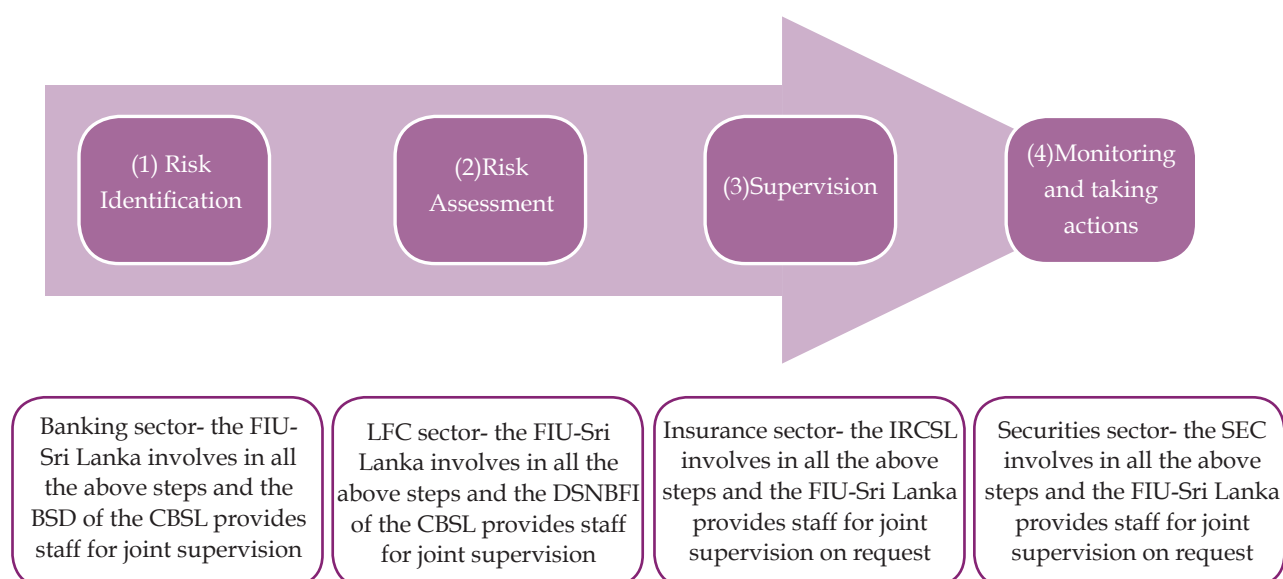 (1) Risk
Identification
(2)Risk
Assessment
(3)Supervision
(4)Monitoring
and taking
actions
Banking sector- the FIU-
Sri Lanka involves in all
the above steps and the
BSD of the CBSL provides
staff for joint supervision
LFC sector- the FIU-Sri
Lanka involves in all the
above steps and the DSNBFI
of the CBSL provides staff
for joint supervision
Insurance sector- the IRCSL
involves in all the above
steps and the FIU-Sri Lanka
provides staff for joint
supervision on request
Securities sector- the SEC
involves in all the above
steps and the FIU-Sri Lanka
provides staff for joint
supervision on request